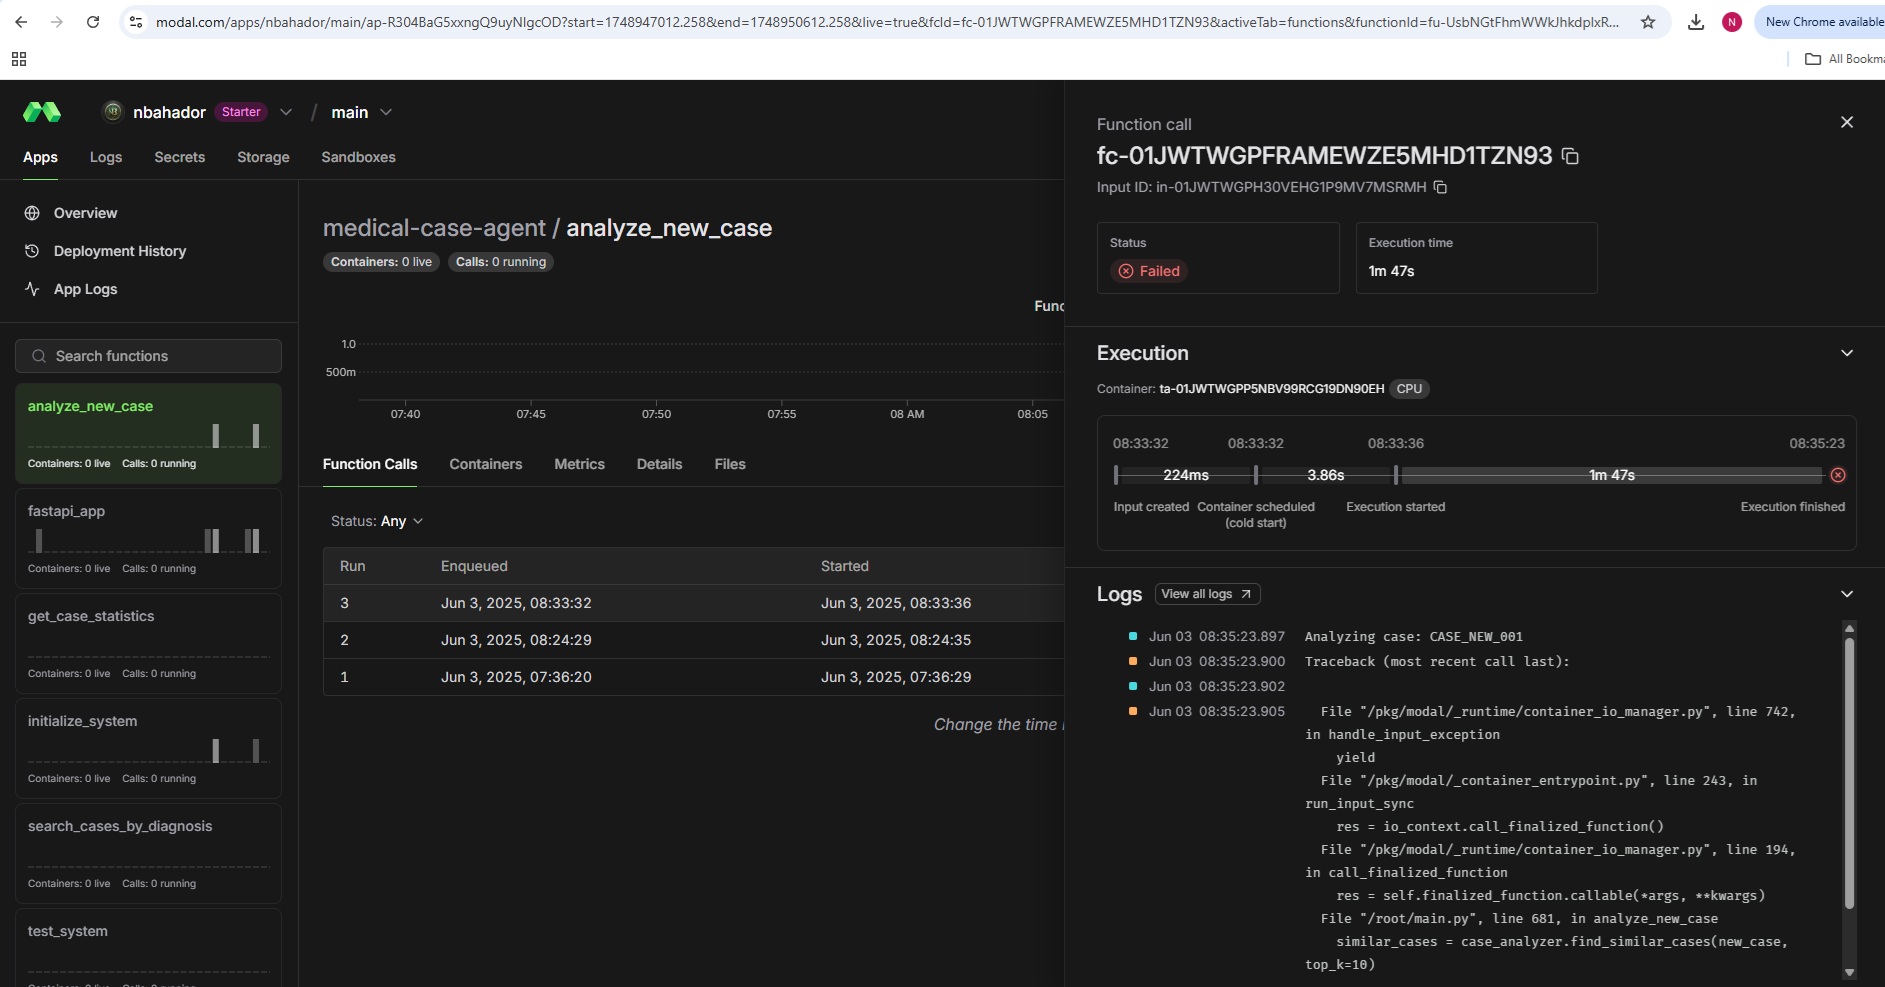 modal.com/apps/nbahador/main/ap-R304BaG5xxngQ9uyNIgcOD?start=1748947012.258&end=1748950612.258&live=true&fcId=fc-01JWTWGPFRAMEWZE5MHD1TZN93&activeTab=functions&functionId=fu-UsbNGtFhmWWkJhkdplxR...
N
New Chrome available
All Bookma
nbahador Starter / main
Apps Logs Secrets Storage Sandboxes
Overview
Deployment History
App Logs
Search functions
analyze_new_case
Containers: 0 live Calls: 0 running
fastapi_app
Containers: 0 live Calls: 0 running
get_case_statistics
Containers: 0 live Calls: 0 running
initialize_system
Containers: 0 live Calls: 0 running
search_cases_by_diagnosis
Containers: 0 live Calls: 0 running
test_system
medical-case-agent / analyze_new_case
Containers: 0 live Calls: 0 running
Func
1.0
500m
07:40 07:45 07:50 07:55 08 AM 08:05
Function Calls Containers Metrics Details Files
Status: Any
Run Enqueued Started
3 Jun 3, 2025, 08:33:32 Jun 3, 2025, 08:33:36
2 Jun 3, 2025, 08:24:29 Jun 3, 2025, 08:24:35
1 Jun 3, 2025, 07:36:20 Jun 3, 2025, 07:36:29
Change the time
Function call
fc-01JWTWGPFRAMEWZE5MHD1TZN93
Input ID: in-01JWTWGPH30VEHG1P9MV7MSRMH
Status
Failed
Execution time
1m 47s
Execution
Container: ta-01JWTWGPP5NBV99RCG19DN90EH CPU
08:33:32 08:33:32 08:33:36 08:35:23
224ms 3.86s 1m 47s
Input created Container scheduled (cold start) Execution started Execution finished
Logs View all logs
Jun 03 08:35:23.897 Analyzing case: CASE_NEW_001
Jun 03 08:35:23.900 Traceback (most recent call last):
Jun 03 08:35:23.902
Jun 03 08:35:23.905 File "/pkg/modal/_runtime/container_io_manager.py", line 742,
in handle_input_exception
yield
File "/pkg/modal/_container_entrypoint.py", line 243, in
run_input_sync
res = io_context.call_finalized_function()
File "/pkg/modal/_runtime/container_io_manager.py", line 194,
in call_finalized_function
res = self.finalized_function.callable(*args, **kwargs)
File "/root/main.py", line 681, in analyze_new_case
similar_cases = case_analyzer.find_similar_cases(new_case,
top_k=10)